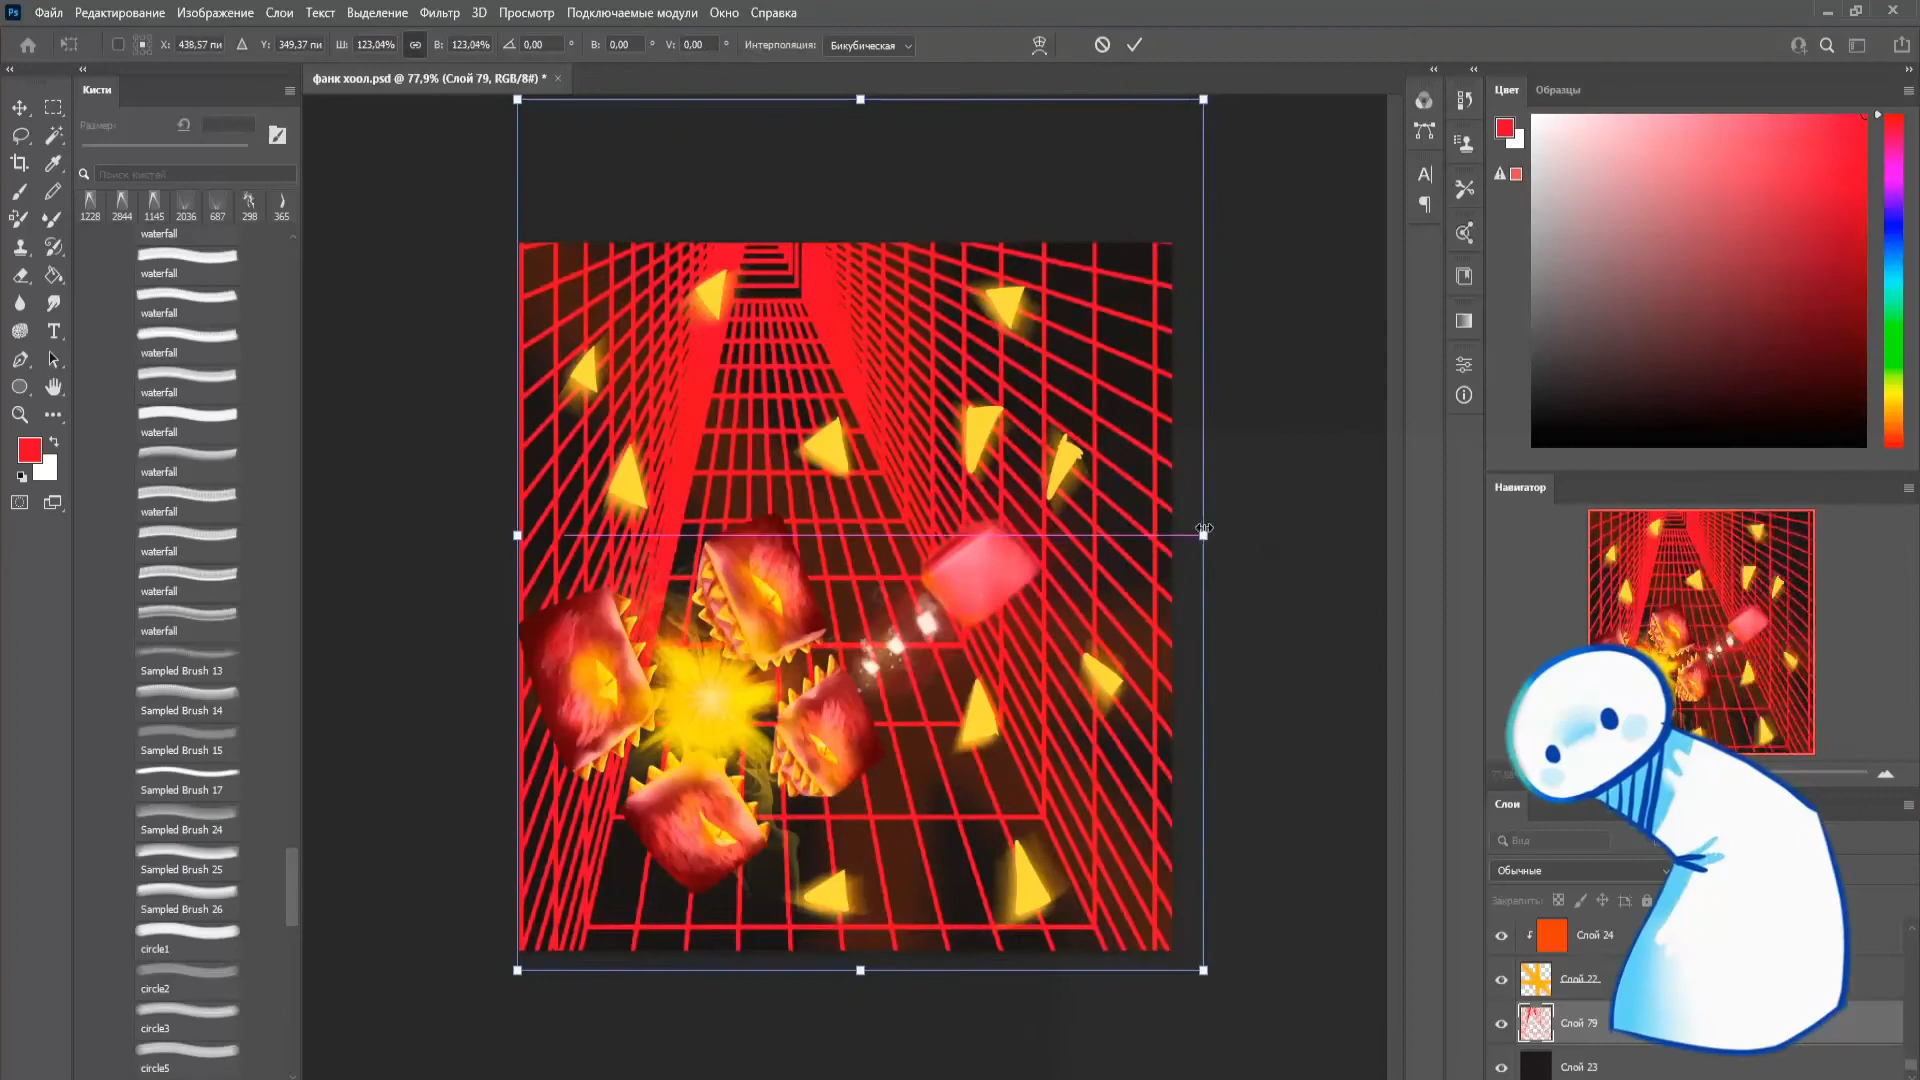 Ps Файл Редактирование Изображение Слои Текст Выделение Фильтр 3D Просмотр Подключаемые модули Окно Справка
X: 438,57 пи Y: 349,37 пи Ш: 123,04% В: 123,04% 0,00 ° В: 0,00 ° V: 0,00 ° Интерполяция: Бикубическая
фанк хоол.psd @ 77,9% (Слой 79, RGB/8#) * ×
Кисти
Размер:
Поиск кистей
1228 2844 1145 2036 687 298 365
waterfall
waterfall
waterfall
waterfall
waterfall
waterfall
waterfall
waterfall
waterfall
waterfall
waterfall
Sampled Brush 13
Sampled Brush 14
Sampled Brush 15
Sampled Brush 17
Sampled Brush 24
Sampled Brush 25
Sampled Brush 26
circle1
circle2
circle3
circle5
Цвет Образцы
Навигатор
Слои
Вид
Обычные
Закрепить:
Слой 24
Слой 22
Слой 79
Слой 23